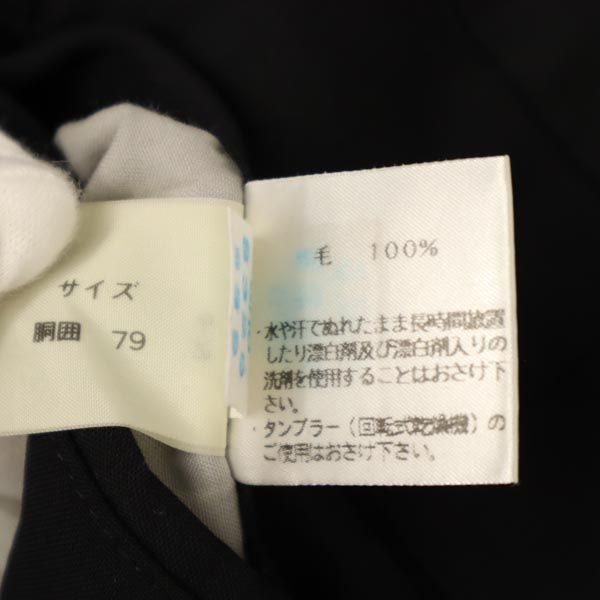 サイズ
胴囲 79
毛 100%
・水や汗でぬれたまま長時間放置
したり漂白剤及び漂白剤入りの
洗剤を使用することはおさけ下
さい。
・タンブラー(回転式乾燥機)の
ご使用はおさけ下さい。